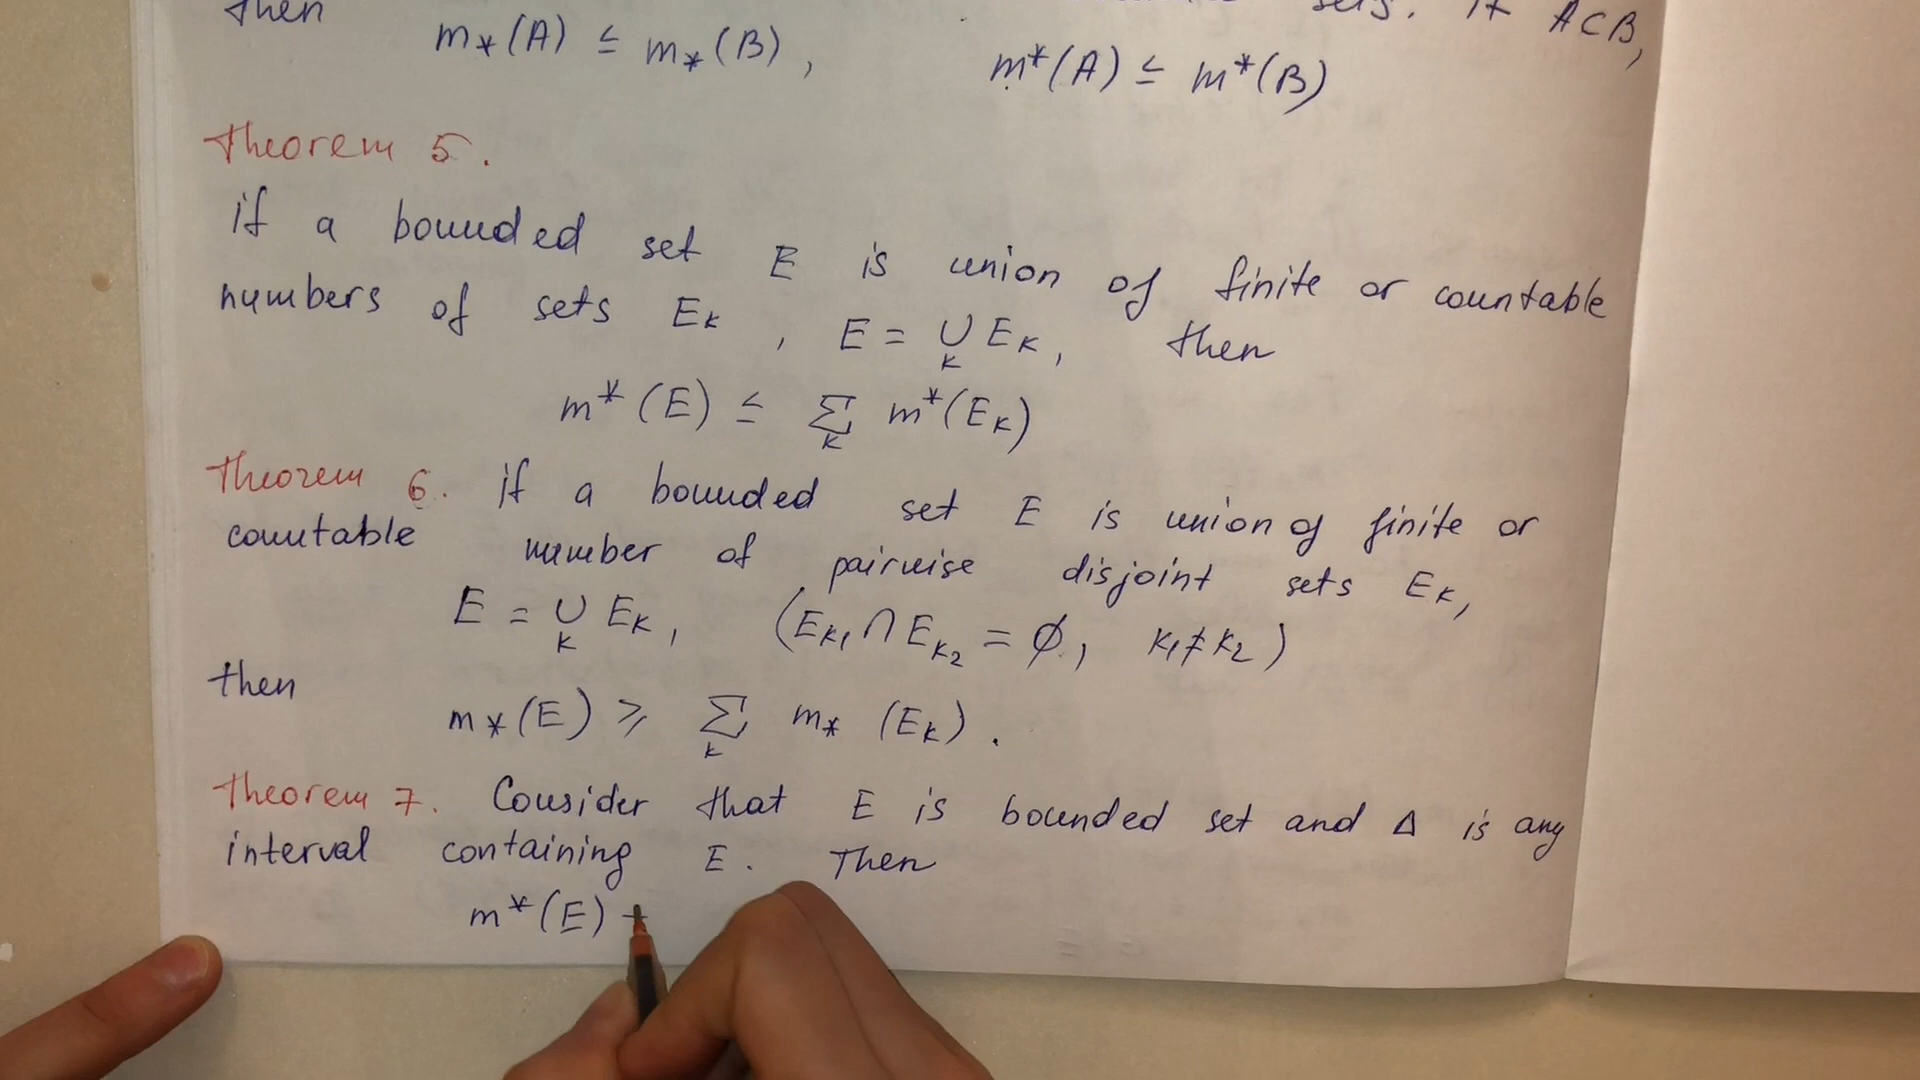 then sets. If A⊂B,
m⁎(A) ≤ m⁎(B), m*(A) ≤ m*(B)
Theorem 5.
if a bounded set E is union of finite or countable
numbers of sets Eₖ, E = ∪ₖ Eₖ, then
m*(E) ≤ Σₖ m*(Eₖ)
Theorem 6. if a bounded set E is union of finite or
countable number of pairwise disjoint sets Eₖ,
E = ∪ₖ Eₖ, (Eₖ₁ ∩ Eₖ₂ = ∅, k₁ ≠ k₂)
then
m⁎(E) ⩾ Σₖ m⁎ (Eₖ).
Theorem 7. Consider that E is bounded set and Δ is any
interval containing E. Then
m*(E) +